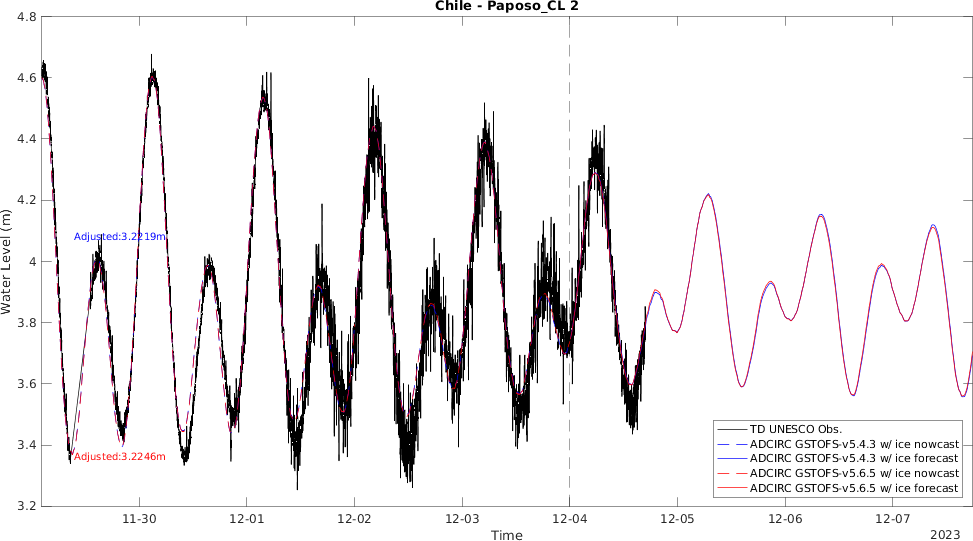 Chile - Paposo_CL 2
4.8
4.6
4.4
4.2
4
3.8
3.6
3.4
3.2
Water Level (m)
Adjusted:3.2219m
Adjusted:3.2246m
TD UNESCO Obs.
ADCIRC GSTOFS-v5.4.3 w/ ice nowcast
ADCIRC GSTOFS-v5.4.3 w/ ice forecast
ADCIRC GSTOFS-v5.6.5 w/ ice nowcast
ADCIRC GSTOFS-v5.6.5 w/ ice forecast
11-30 12-01 12-02 12-03 12-04 12-05 12-06 12-07
Time
2023